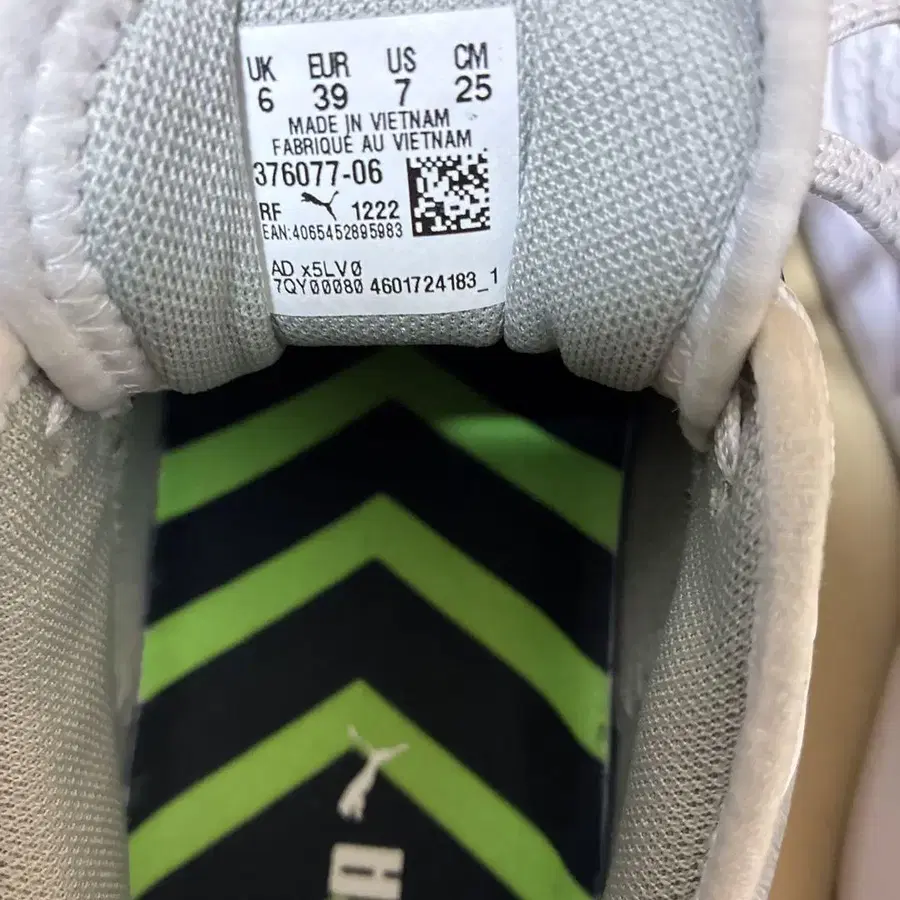 UK EUR US CM
6 39 7 25
MADE IN VIETNAM
FABRIQUÉ AU VIETNAM
376077-06
RF 1222
EAN:4065452895983
AD x5LV0
7QY00080 4601724183_1